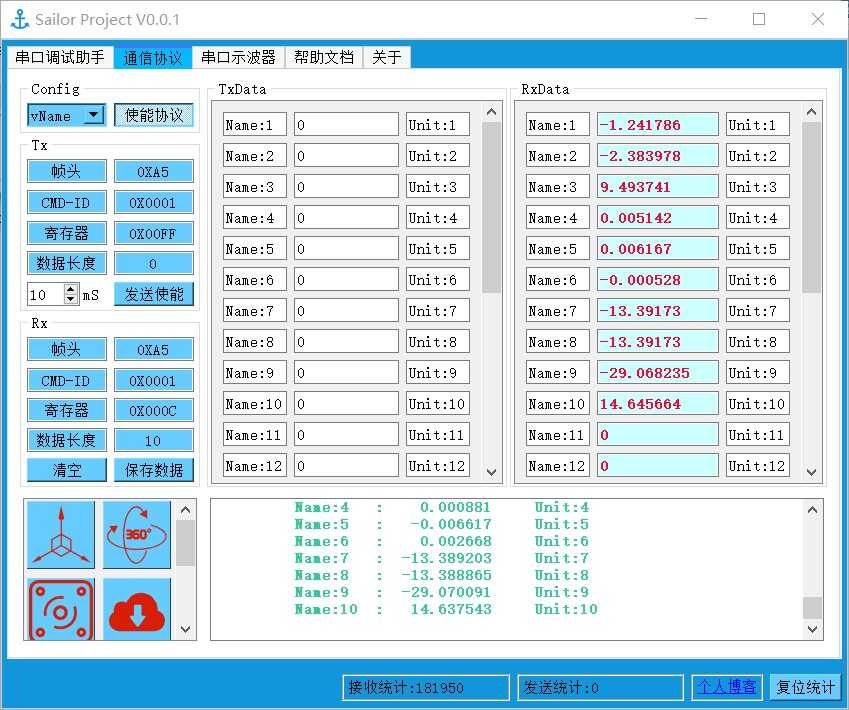 Sailor Project V0.0.1
串口调试助手 通信协议 串口示波器 帮助文档 关于
Config
vName 使能协议
Tx
帧头 0XA5
CMD-ID 0X0001
寄存器 0X00FF
数据长度 0
10 mS 发送使能
Rx
帧头 0XA5
CMD-ID 0X0001
寄存器 0X000C
数据长度 10
清空 保存数据
360°
TxData
Name:1 0 Unit:1
Name:2 0 Unit:2
Name:3 0 Unit:3
Name:4 0 Unit:4
Name:5 0 Unit:5
Name:6 0 Unit:6
Name:7 0 Unit:7
Name:8 0 Unit:8
Name:9 0 Unit:9
Name:10 0 Unit:10
Name:11 0 Unit:11
Name:12 0 Unit:12
RxData
Name:1 -1.241786 Unit:1
Name:2 -2.383978 Unit:2
Name:3 9.493741 Unit:3
Name:4 0.005142 Unit:4
Name:5 0.006167 Unit:5
Name:6 -0.000528 Unit:6
Name:7 -13.39173 Unit:7
Name:8 -13.39173 Unit:8
Name:9 -29.068235 Unit:9
Name:10 14.645664 Unit:10
Name:11 0 Unit:11
Name:12 0 Unit:12
Name:4 : 0.000881 Unit:4
Name:5 : -0.006617 Unit:5
Name:6 : 0.002668 Unit:6
Name:7 : -13.389203 Unit:7
Name:8 : -13.388865 Unit:8
Name:9 : -29.070091 Unit:9
Name:10 : 14.637543 Unit:10
接收统计:181950 发送统计:0 个人博客 复位统计